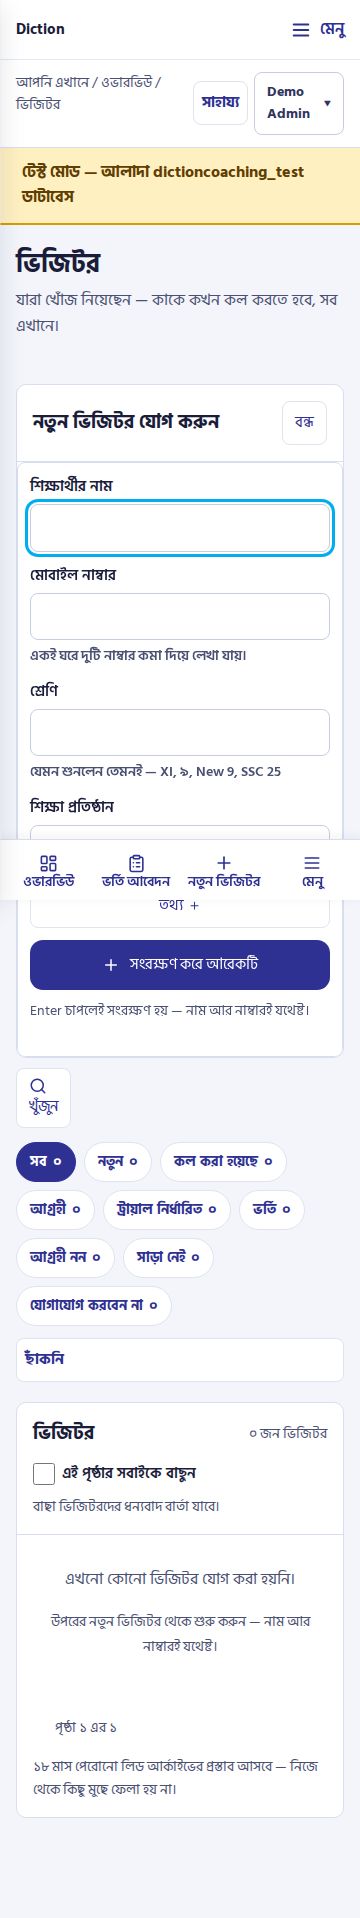 Diction
মেনু
আপনি এখানে / ওভারভিউ /
ভিজিটর
সাহায্য
Demo
Admin
টেস্ট মোড — আলাদা dictioncoaching_test
ডাটাবেস
ভিজিটর
যারা খোঁজ নিয়েছেন — কাকে কখন কল করতে হবে, সব
এখানে।
নতুন ভিজিটর যোগ করুন
বন্ধ
শিক্ষার্থীর নাম
মোবাইল নাম্বার
একই ঘরে দুটি নাম্বার কমা দিয়ে লেখা যায়।
শ্রেণি
যেমন শুনলেন তেমনই — XI, ৯, New 9, SSC 25
শিক্ষা প্রতিষ্ঠান
ওভারভিউ
ভর্তি আবেদন
নতুন ভিজিটর
মেনু
তথ্য +
সংরক্ষণ করে আরেকটি
Enter চাপলেই সংরক্ষণ হয় — নাম আর নাম্বারই যথেষ্ট।
খুঁজুন
সব ০
নতুন ০
কল করা হয়েছে ০
আগ্রহী ০
ট্রায়াল নির্ধারিত ০
ভর্তি ০
আগ্রহী নন ০
সাড়া নেই ০
যোগাযোগ করবেন না ০
ছাঁকনি
ভিজিটর
০ জন ভিজিটর
এই পৃষ্ঠার সবাইকে বাছুন
বাছা ভিজিটরদের ধন্যবাদ বার্তা যাবে।
এখনো কোনো ভিজিটর যোগ করা হয়নি।
উপরের নতুন ভিজিটর থেকে শুরু করুন — নাম আর
নাম্বারই যথেষ্ট।
পৃষ্ঠা ১ এর ১
১৮ মাস পেরোনো লিড আর্কাইভের প্রস্তাব আসবে — নিজে
থেকে কিছু মুছে ফেলা হয় না।